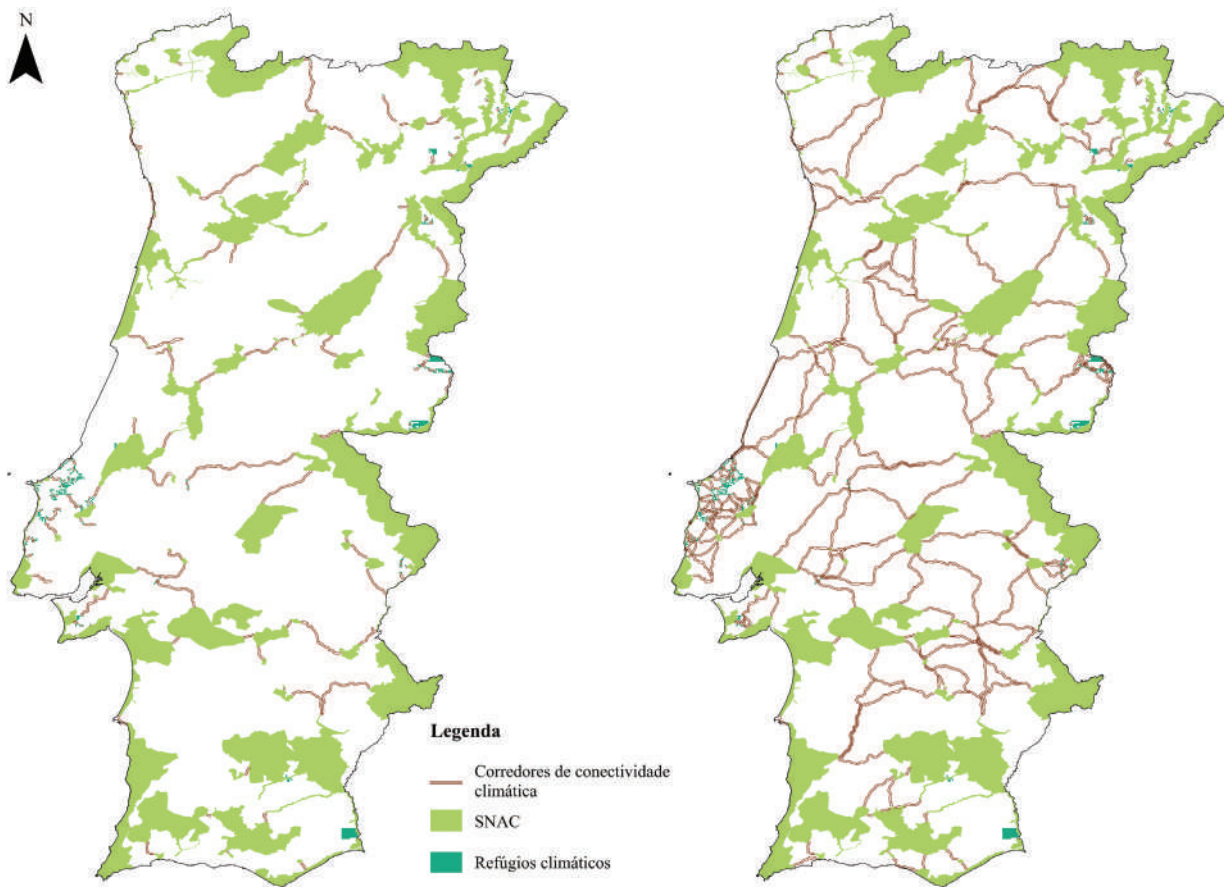 N
Legenda
Corredores de conectividade
climática
SNAC
Refúgios climáticos